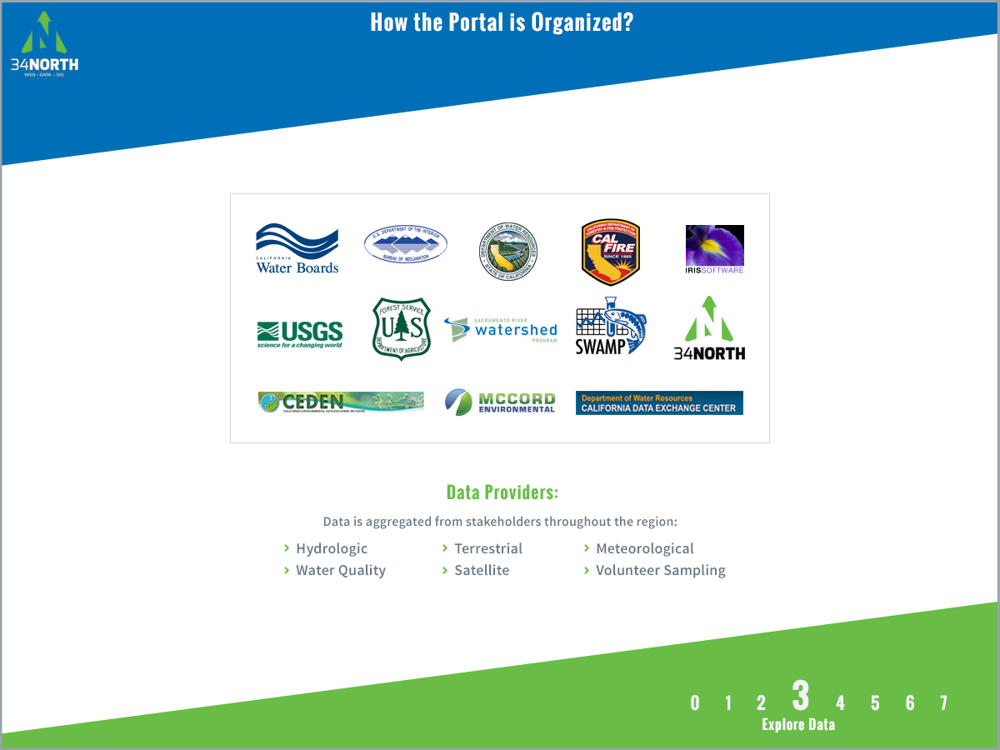 How the Portal is Organized?
34NORTH
WEB • DATA • GIS
CALIFORNIA
Water Boards
U.S. DEPARTMENT OF THE INTERIOR
BUREAU OF RECLAMATION
DEPARTMENT OF WATER RESOURCES
STATE OF CALIFORNIA
CALIFORNIA DEPARTMENT OF
FORESTRY & FIRE PROTECTION
CAL
FIRE
SINCE 1885
IRISSOFTWARE
USGS
science for a changing world
FOREST SERVICE
U S
DEPARTMENT OF AGRICULTURE
SACRAMENTO RIVER
watershed
PROGRAM
SWAMP
34NORTH
CEDEN
CALIFORNIA ENVIRONMENTAL DATA EXCHANGE NETWORK
MCCORD
ENVIRONMENTAL
Department of Water Resources
CALIFORNIA DATA EXCHANGE CENTER
Data Providers:
Data is aggregated from stakeholders throughout the region:
Hydrologic
Terrestrial
Meteorological
Water Quality
Satellite
Volunteer Sampling
0 1 2 3 4 5 6 7
Explore Data